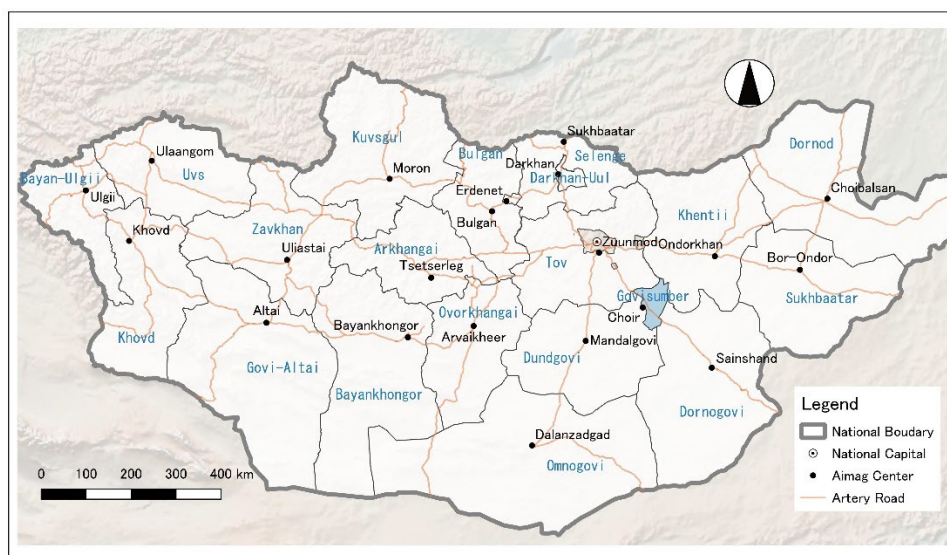 Sukhbaatar
Kuvsgul
Bulgan
Selenge
Dornod
Ulaangom
Darkhan
Bayan-Ulgii
Uvs
Moron
Darkhan-Uul
Ulgii
Erdenet
Choibalsan
Khovd
Bulgan
Khentii
Zavkhan
Arkhangai
Zuunmod
Ondorkhan
Uliastai
Tov
Bor-Ondor
Tsetserleg
Govisumber
Sukhbaatar
Altai
Ovorkhangai
Choir
Bayankhongor
Khovd
Arvaikheer
Mandalgovi
Govi-Altai
Dundgovi
Sainshand
Bayankhongor
Dornogovi
Dalanzadgad
Omnogovi
Legend
National Boudary
National Capital
Aimag Center
Artery Road
0 100 200 300 400 km